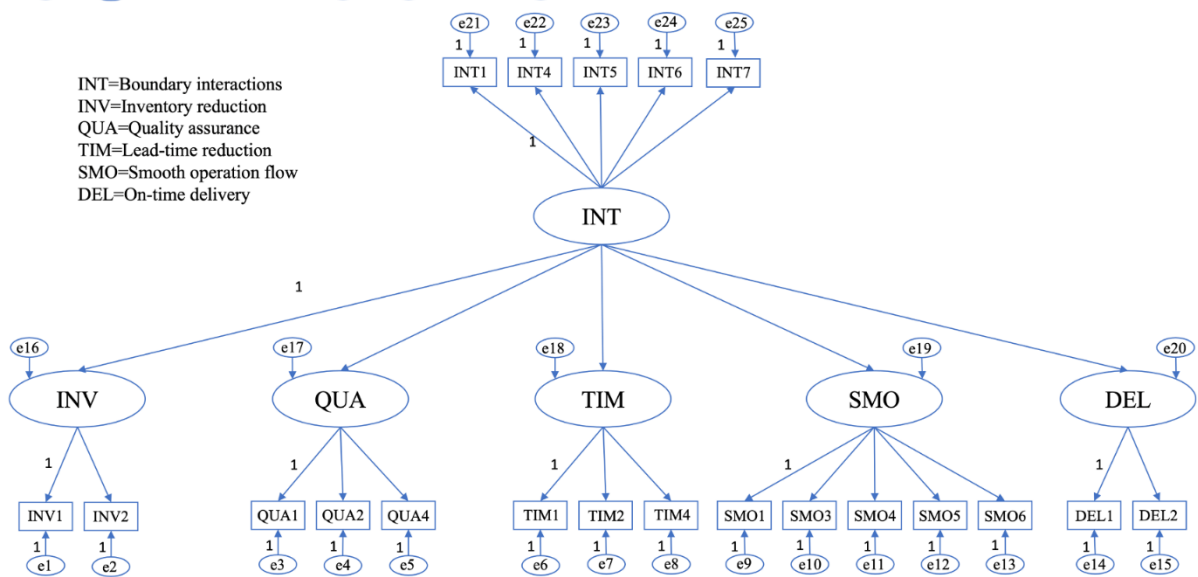 e21 e22 e23 e24 e25
1 1 1 1 1
INT1 INT4 INT5 INT6 INT7
INT=Boundary interactions
INV=Inventory reduction
QUA=Quality assurance
TIM=Lead-time reduction
SMO=Smooth operation flow
DEL=On-time delivery
1
INT
1
e16 e17 e18 e19 e20
INV QUA TIM SMO DEL
1 1 1 1 1
INV1 INV2 QUA1 QUA2 QUA4 TIM1 TIM2 TIM4 SMO1 SMO3 SMO4 SMO5 SMO6 DEL1 DEL2
1 1 1 1 1 1 1 1 1 1 1 1 1 1 1
e1 e2 e3 e4 e5 e6 e7 e8 e9 e10 e11 e12 e13 e14 e15